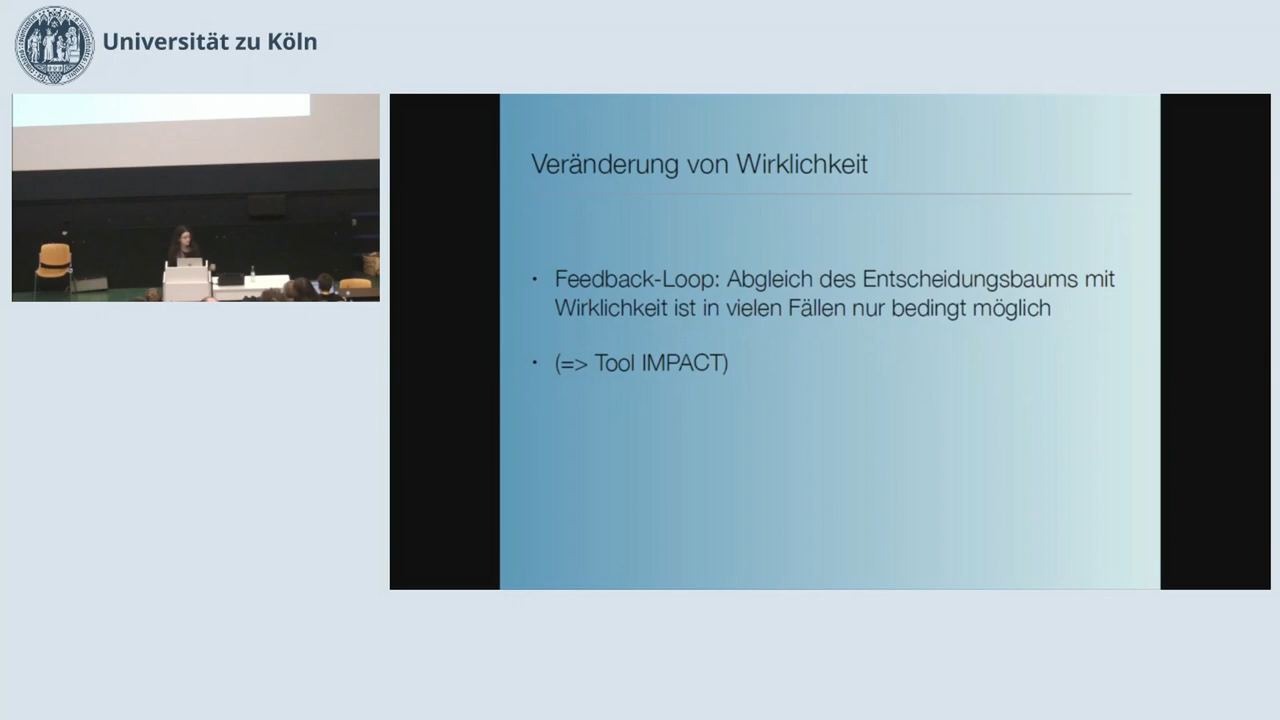 Universität zu Köln
Veränderung von Wirklichkeit
· Feedback-Loop: Abgleich des Entscheidungsbaums mit
Wirklichkeit ist in vielen Fällen nur bedingt möglich
· (=> Tool IMPACT)